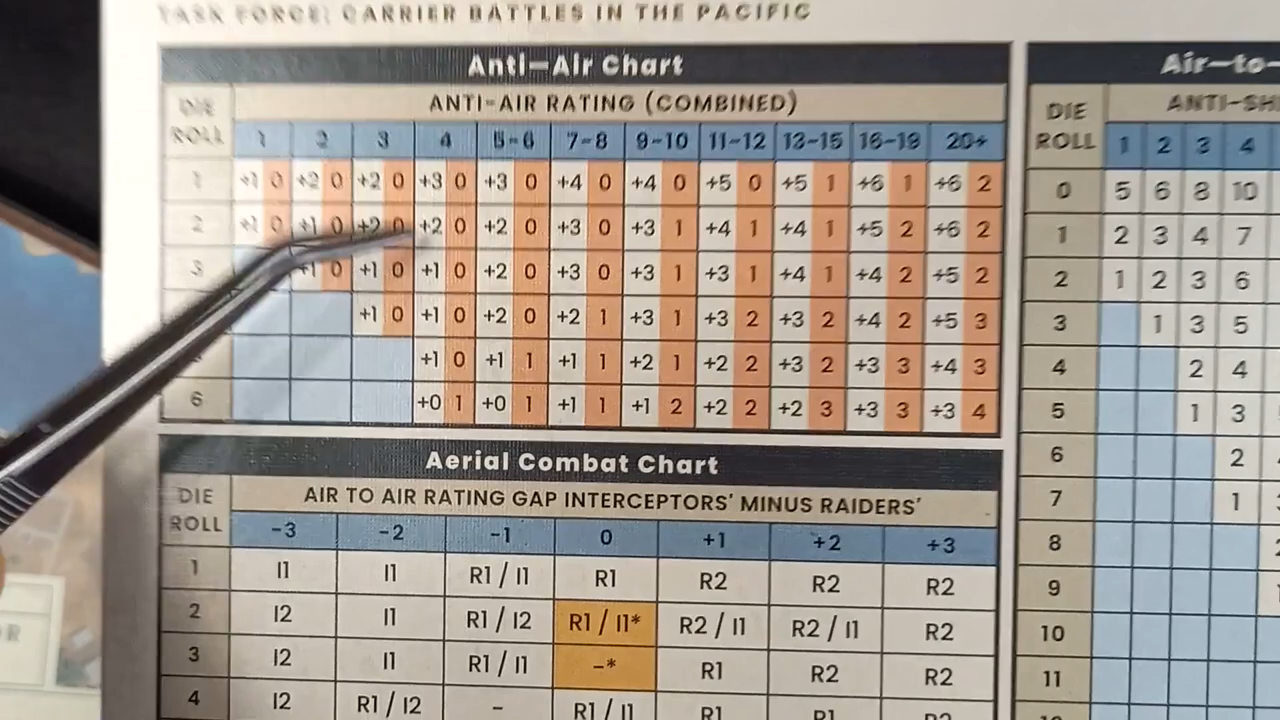 TASK FORCE: CARRIER BATTLES IN THE PACIFIC
Anti-Air Chart
DIE ROLL
ANTI-AIR RATING (COMBINED)
1 2 3 4 5-6 7-8 9-10 11-12 13-15 16-19 20+
1 +1 0 +2 0 +2 0 +3 0 +3 0 +4 0 +4 0 +5 0 +5 1 +6 1 +6 2
2 +1 0 +1 0 +2 0 +2 0 +2 0 +3 0 +3 1 +4 1 +4 1 +5 2 +6 2
3 +1 0 +1 0 +1 0 +2 0 +3 0 +3 1 +3 1 +4 1 +4 2 +5 2
+1 0 +1 0 +2 0 +2 1 +3 1 +3 2 +3 2 +4 2 +5 3
+1 0 +1 1 +1 1 +2 1 +2 2 +3 2 +3 3 +4 3
6 +0 1 +0 1 +1 1 +1 2 +2 2 +2 3 +3 3 +3 4
Aerial Combat Chart
DIE ROLL
AIR TO AIR RATING GAP INTERCEPTORS' MINUS RAIDERS'
-3 -2 -1 0 +1 +2 +3
1 I1 I1 R1 / I1 R1 R2 R2 R2
2 I2 I1 R1 / I2 R1 / I1* R2 / I1 R2 / I1 R2
3 I2 I1 R1 / I1 -* R1 R2 R2
4 I2 R1 / I2 - R1 / I1 R1 R1 R2
Air-to-
DIE ROLL
ANTI-SH
1 2 3 4
0 5 6 8 10
1 2 3 4 7
2 1 2 3 6
3 1 3 5
4 2 4
5 1 3
6 2
7 1
8
9
10
11